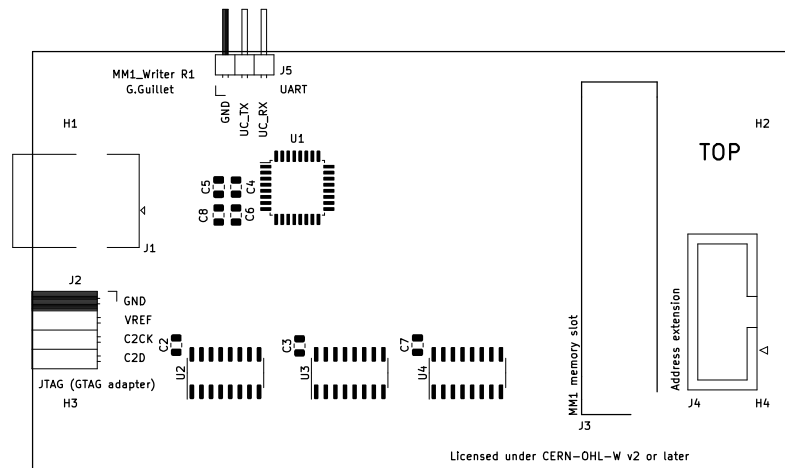 MM1_Writer R1
G.Guillet
J5
UART
GND
UC_TX
UC_RX
H1
H2
U1
TOP
C5
C4
C8
C6
J1
J2
GND
VREF
C2CK
C2D
JTAG (GTAG adapter)
H3
C2
U2
C3
U3
C7
U4
MM1 memory slot
J3
Address extension
J4
H4
Licensed under CERN-OHL-W v2 or later